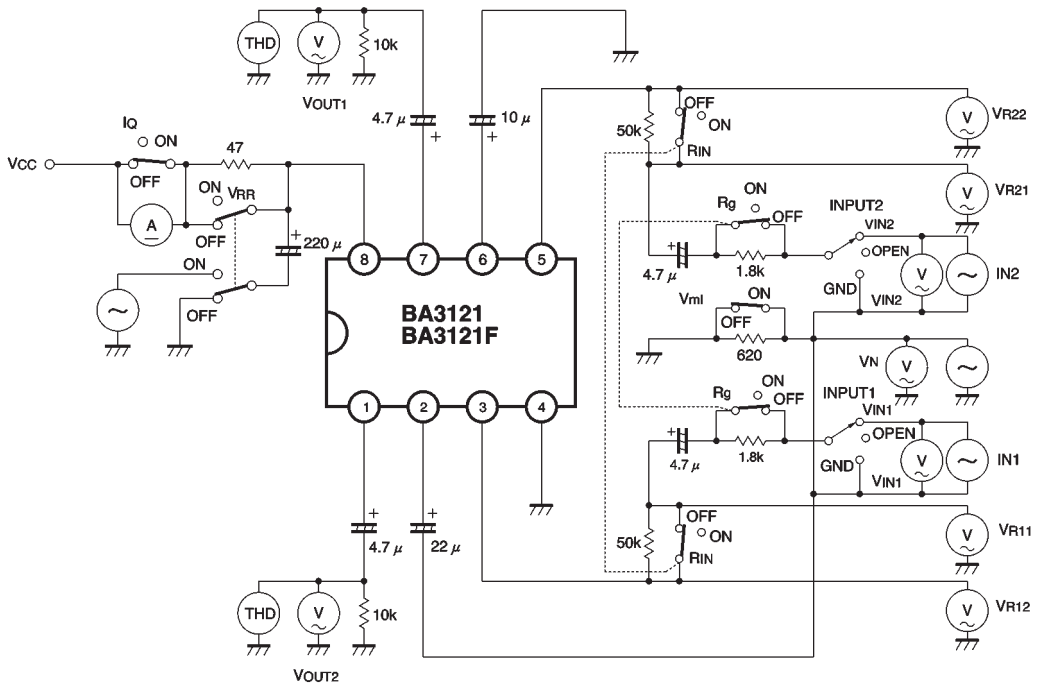 THD
V
10k
VOUT1
4.7 µ
+
10 µ
+
OFF
ON
50k
RIN
V
VR22
IQ
ON
VCC
OFF
47
A
ON
VRR
OFF
ON
OFF
+
220 µ
V
VR21
ON
Rg
OFF
INPUT2
VIN2
OPEN
+
4.7 µ
1.8k
GND
VIN2
V
IN2
8
7
6
5
BA3121
BA3121F
1
2
3
4
Vml
ON
OFF
620
VN
V
Rg
ON
OFF
INPUT1
VIN1
OPEN
+
4.7 µ
1.8k
GND
VIN1
V
IN1
+
4.7 µ
+
22 µ
50k
OFF
ON
RIN
V
VR11
THD
V
10k
VOUT2
V
VR12